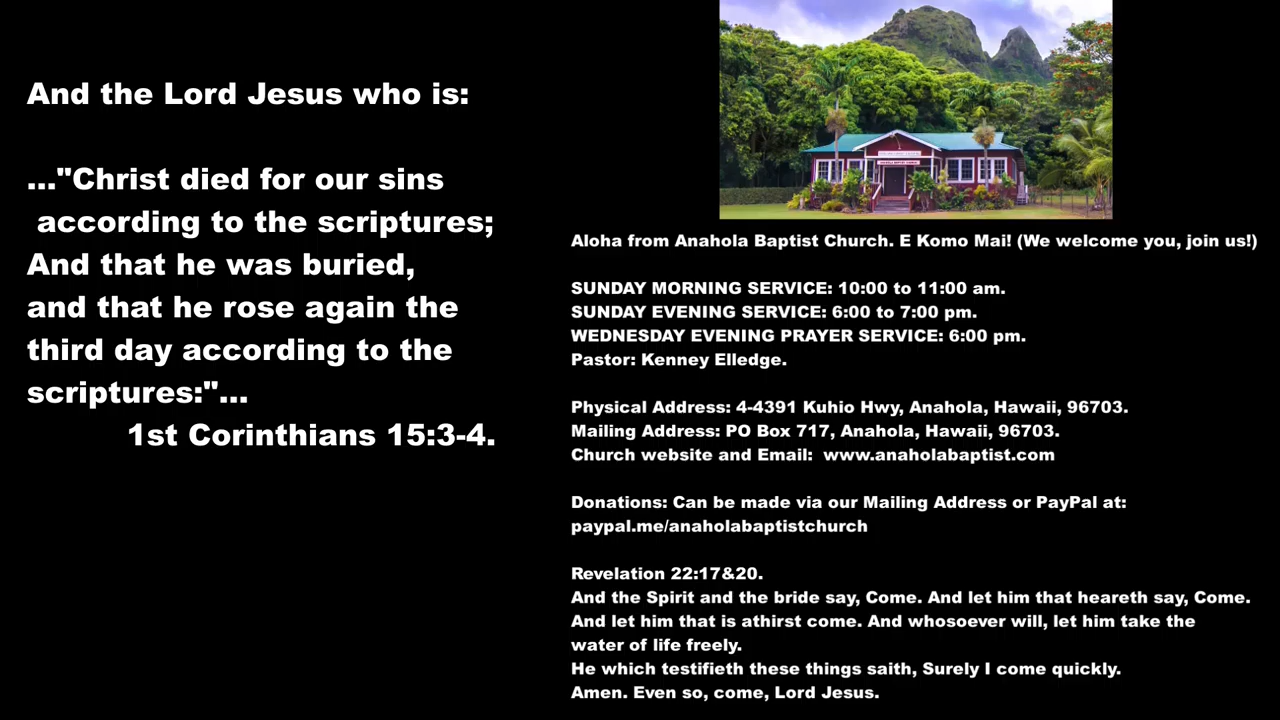 And the Lord Jesus who is:
..."Christ died for our sins
according to the scriptures;
And that he was buried,
and that he rose again the
third day according to the
scriptures:"...
1st Corinthians 15:3-4.
Aloha from Anahola Baptist Church. E Komo Mai! (We welcome you, join us!)
SUNDAY MORNING SERVICE: 10:00 to 11:00 am.
SUNDAY EVENING SERVICE: 6:00 to 7:00 pm.
WEDNESDAY EVENING PRAYER SERVICE: 6:00 pm.
Pastor: Kenney Elledge.
Physical Address: 4-4391 Kuhio Hwy, Anahola, Hawaii, 96703.
Mailing Address: PO Box 717, Anahola, Hawaii, 96703.
Church website and Email:  www.anaholabaptist.com
Donations: Can be made via our Mailing Address or PayPal at:
paypal.me/anaholabaptistchurch
Revelation 22:17&20.
And the Spirit and the bride say, Come. And let him that heareth say, Come.
And let him that is athirst come. And whosoever will, let him take the
water of life freely.
He which testifieth these things saith, Surely I come quickly.
Amen. Even so, come, Lord Jesus.